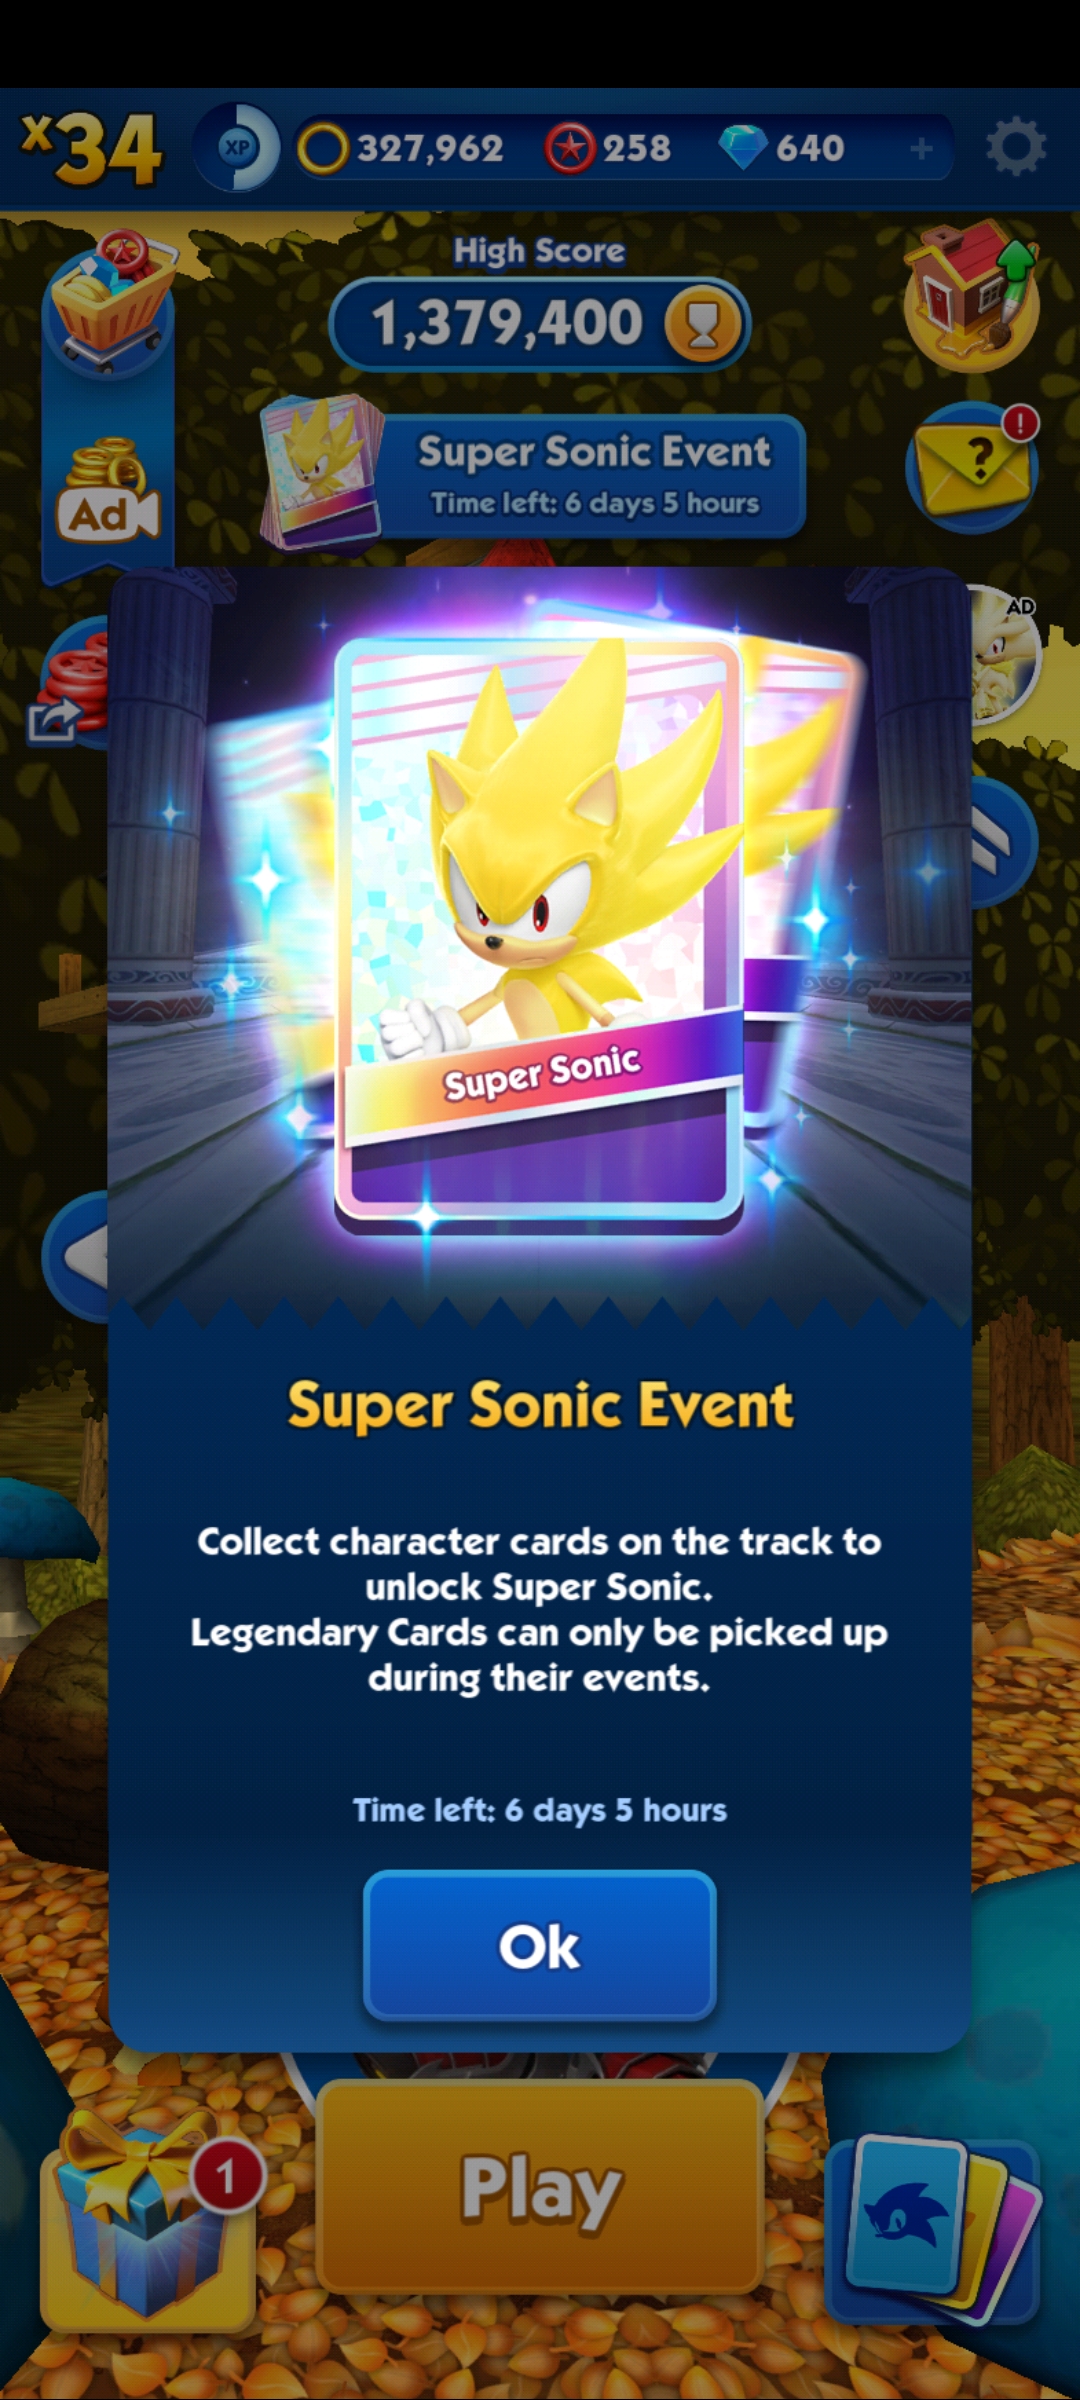 x34
XP
327,962
258
640
+
High Score
1,379,400
Super Sonic Event
Time left: 6 days 5 hours
?
!
Ad
AD
Super Sonic
Super Sonic Event
Collect character cards on the track to
unlock Super Sonic.
Legendary Cards can only be picked up
during their events.
Time left: 6 days 5 hours
Ok
1
Play